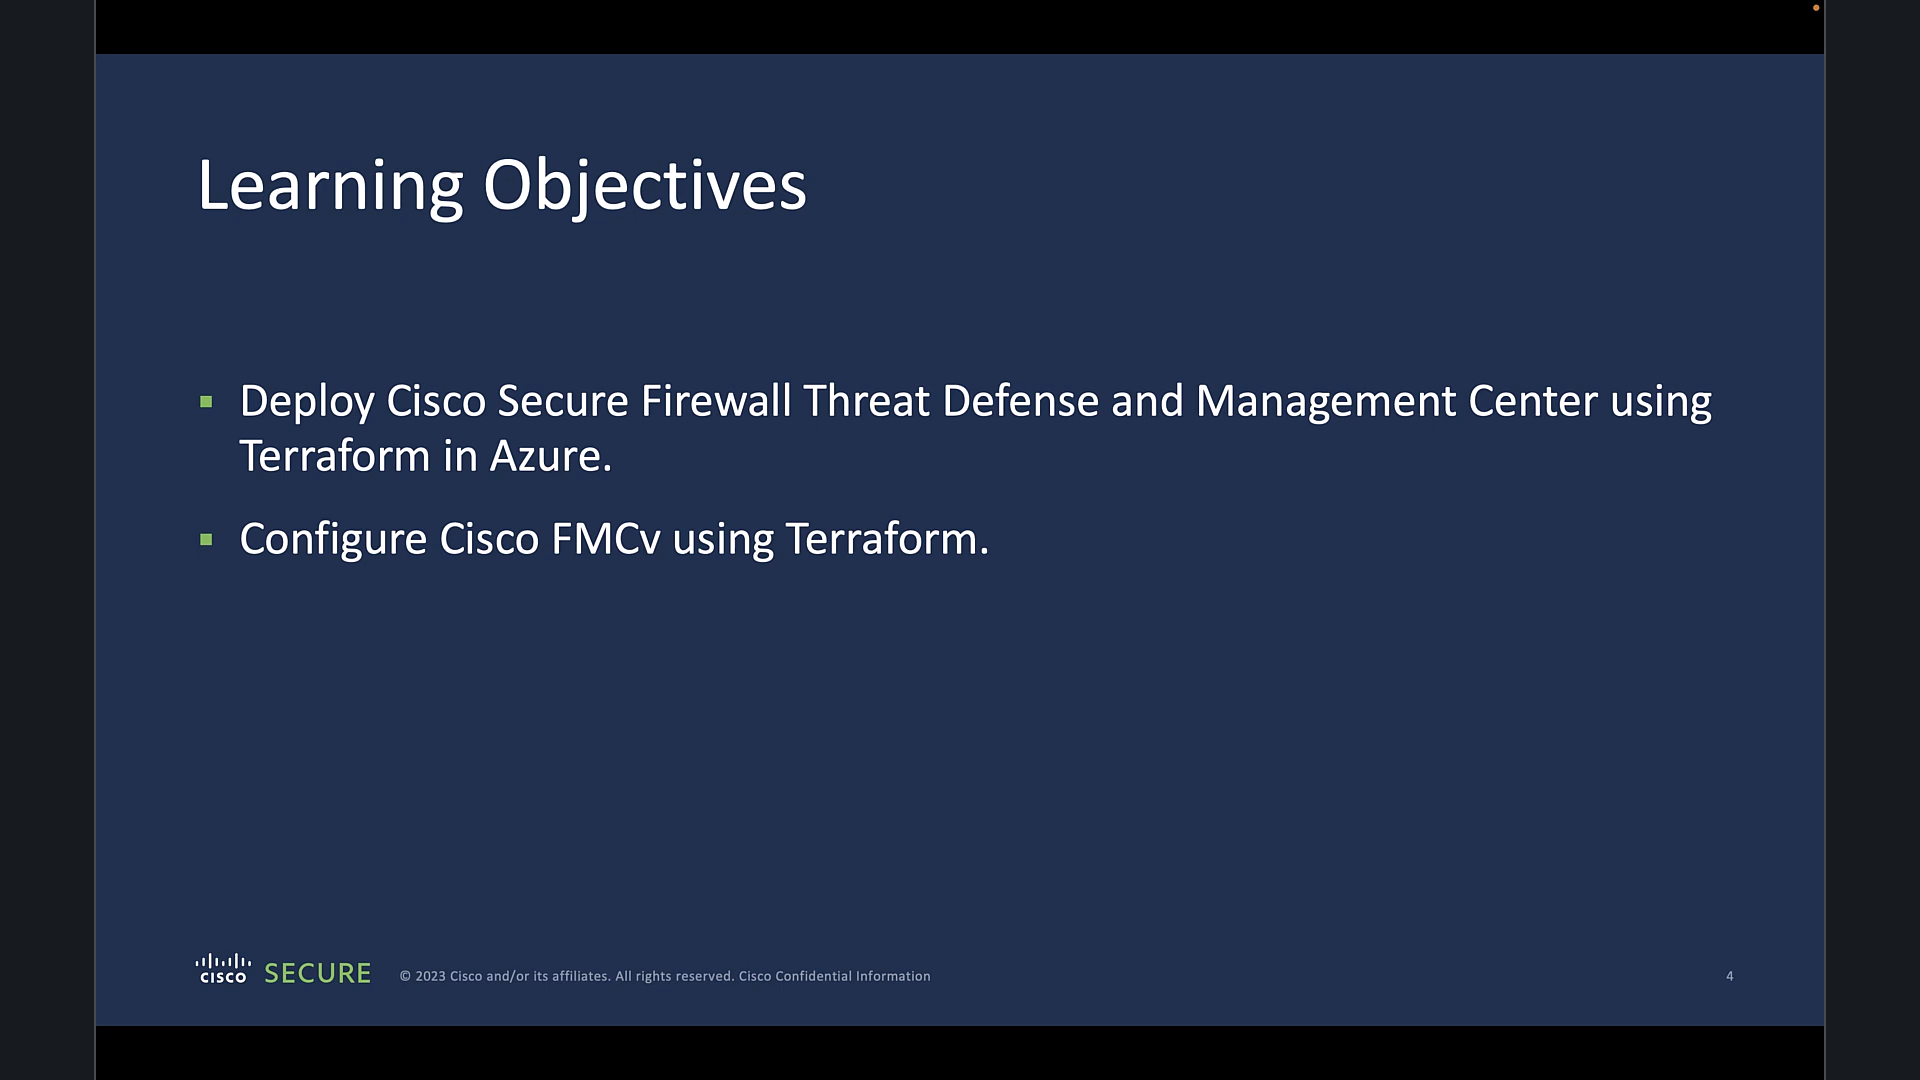 Learning Objectives
▪ Deploy Cisco Secure Firewall Threat Defense and Management Center using
Terraform in Azure.
▪ Configure Cisco FMCv using Terraform.
CISCO SECURE © 2023 Cisco and/or its affiliates. All rights reserved. Cisco Confidential Information 4